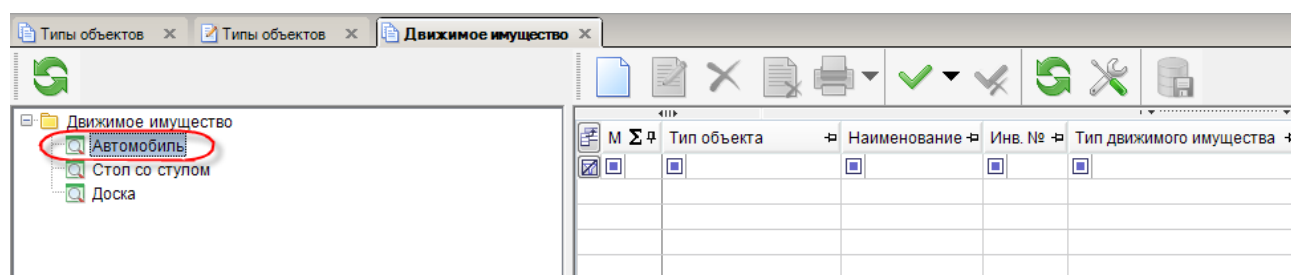 Типы объектов
Типы объектов
Движимое имущество
Движимое имущество
Автомобиль
Стол со стулом
Доска
М Σ Тип объекта Наименование Инв. № Тип движимого имущества